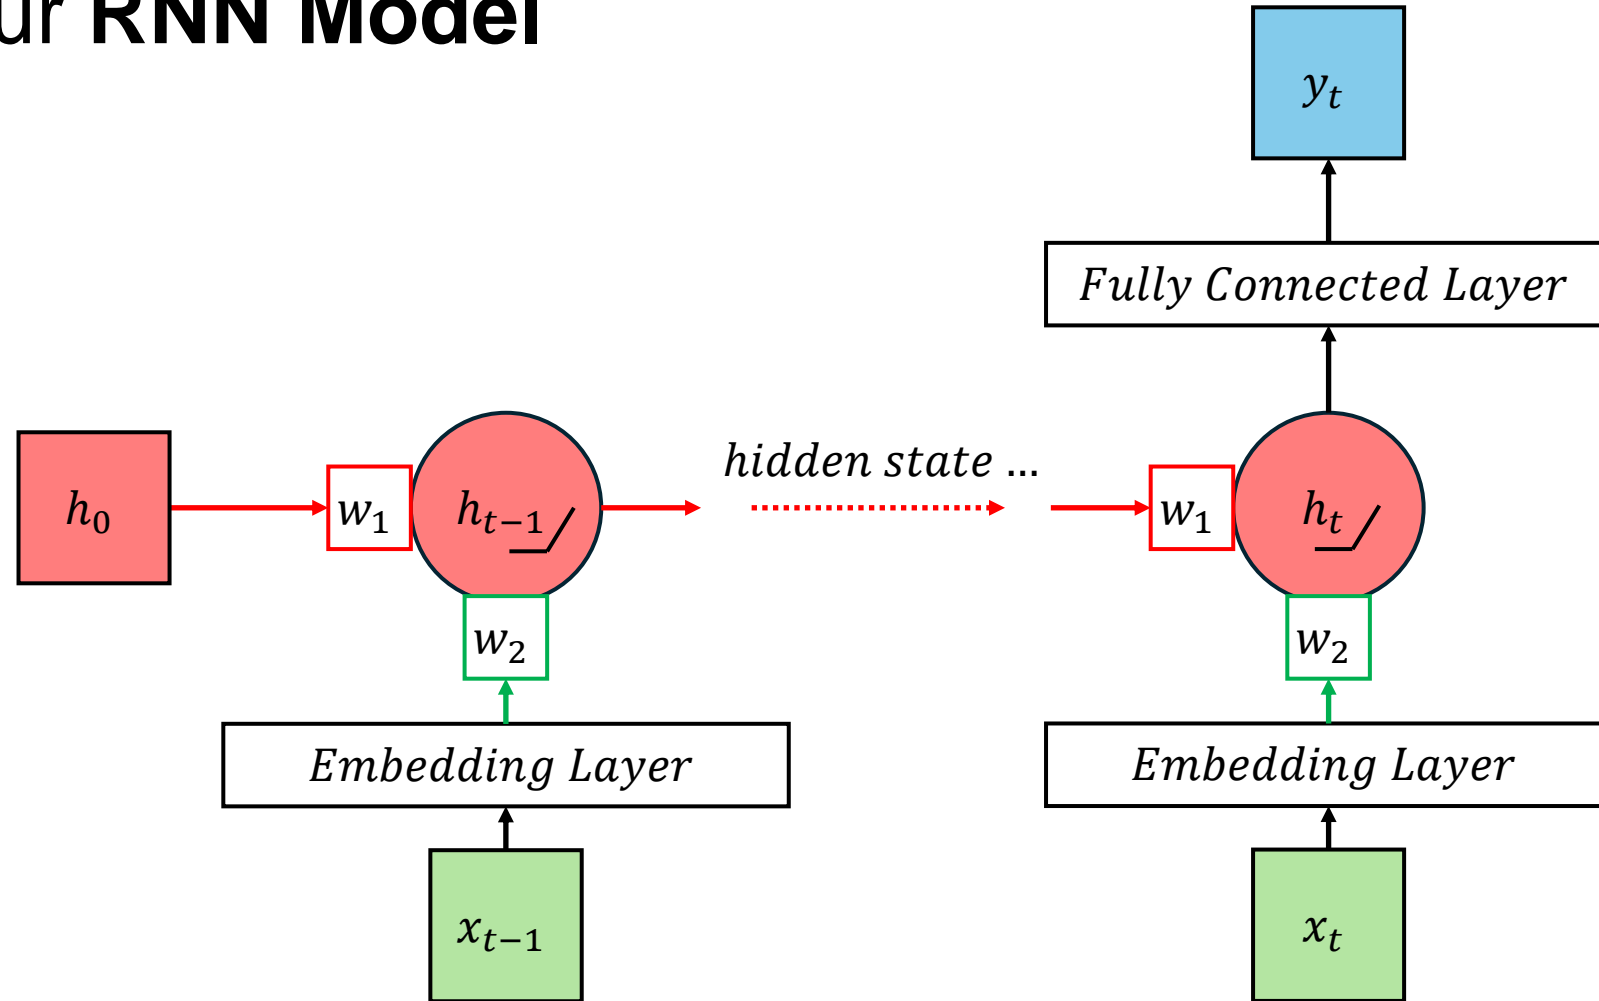 ur RNN Model
y_t
Fully Connected Layer
hidden state ...
h_0
w_1
h_{t-1}
w_1
h_t
w_2
w_2
Embedding Layer
Embedding Layer
x_{t-1}
x_t